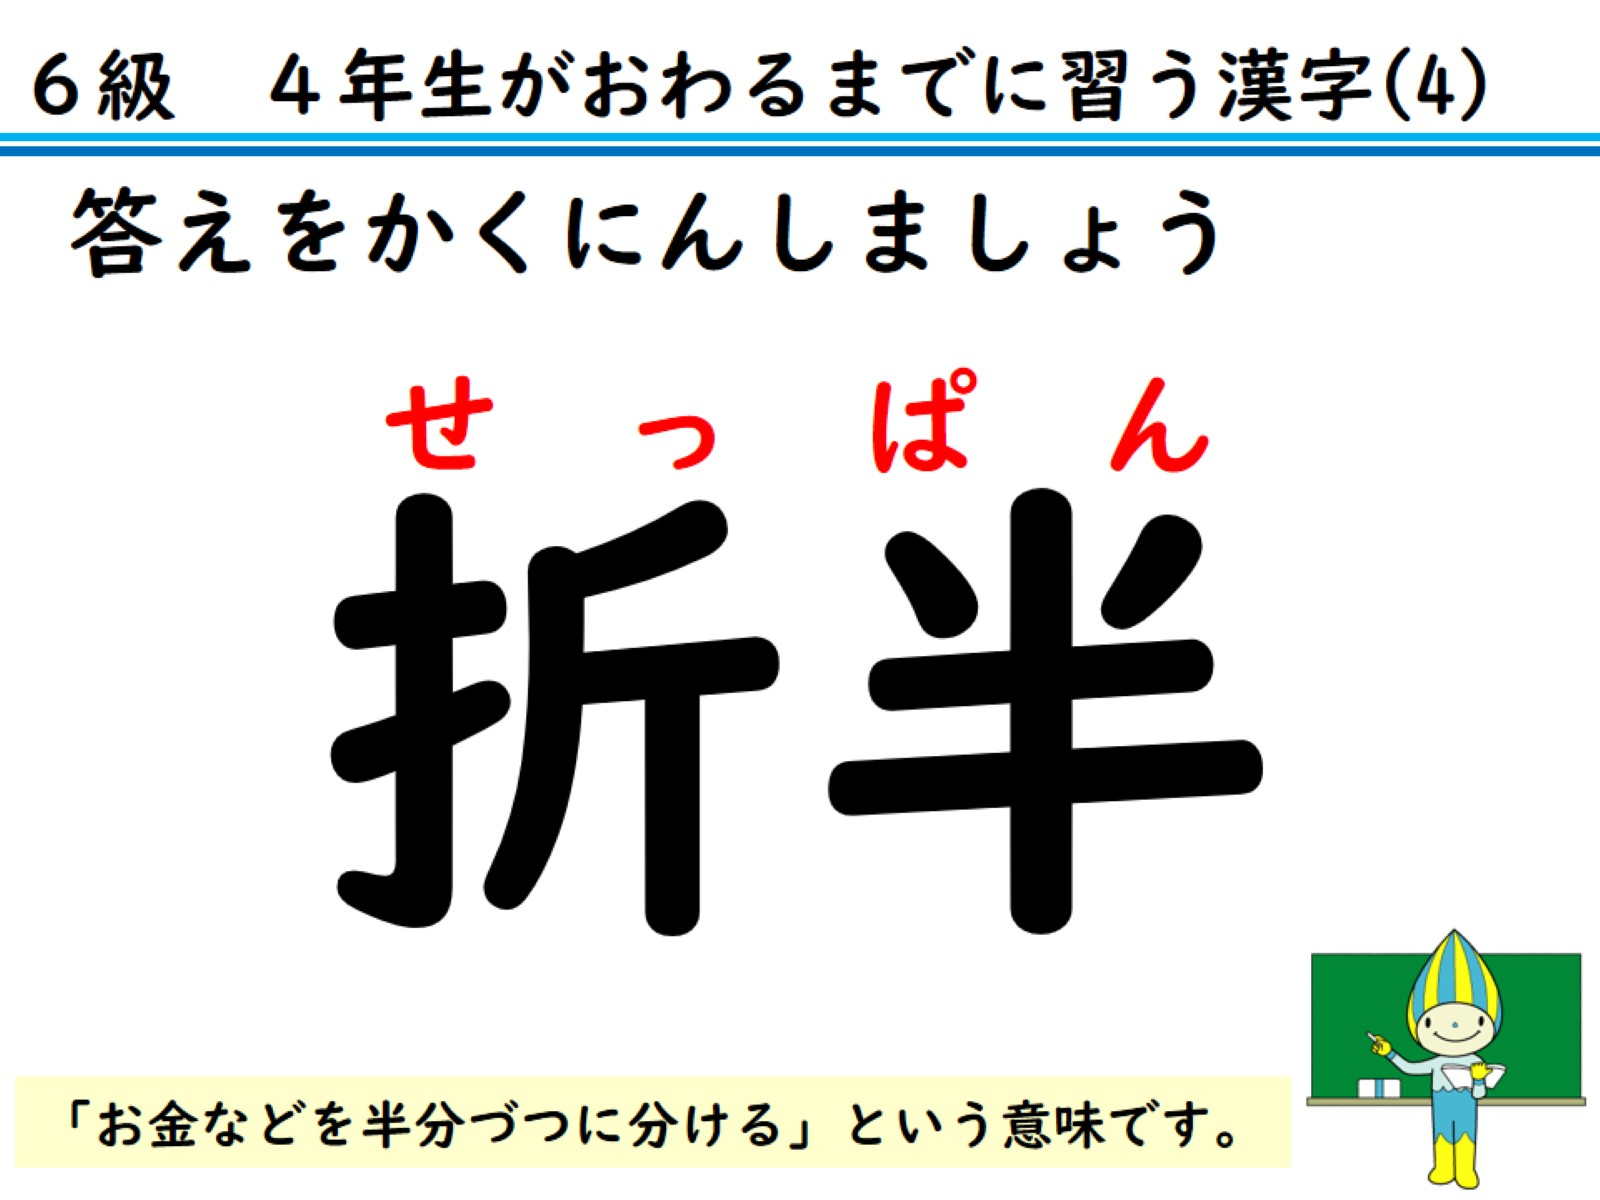 ６級　４年生がおわるまでに習う漢字(4)
答えをかくにんしましょう
せっぱん
折半
「お金などを半分づつに分ける」という意味です。